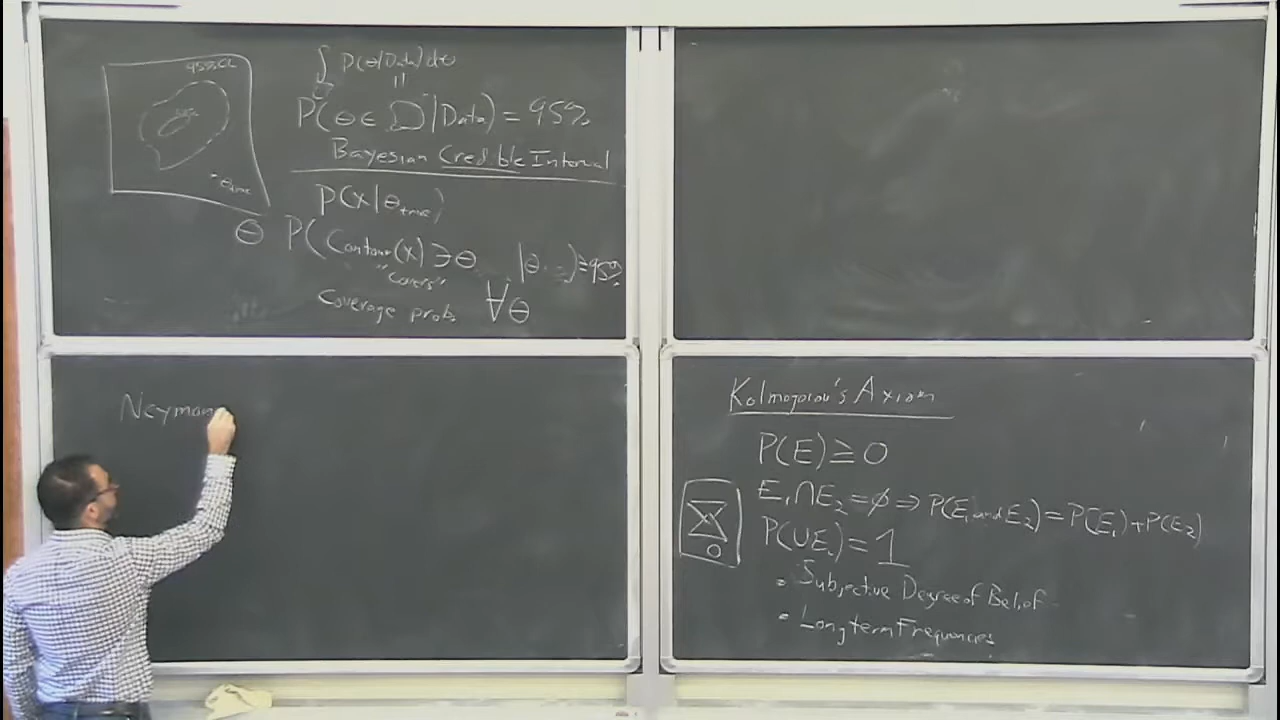 95% CL
68%
θtrue
∫ P(θ|Data)dθ
P(θ ∈ D | Data) = 95%
Bayesian Credible Interval
P(x|θtrue)
θ P(Contour(x) ∋ θ | θ ) ≥ 95%
"covers"
Coverage prob. ∀θ
Neyman
Kolmogorov's Axiom
P(E) ≥ 0
E₁ ∩ E₂ = ∅ ⇒ P(E₁ and E₂) = P(E₁) + P(E₂)
P(∪Eᵢ) = 1
• Subjective Degree of Belief
• Long term Frequencies